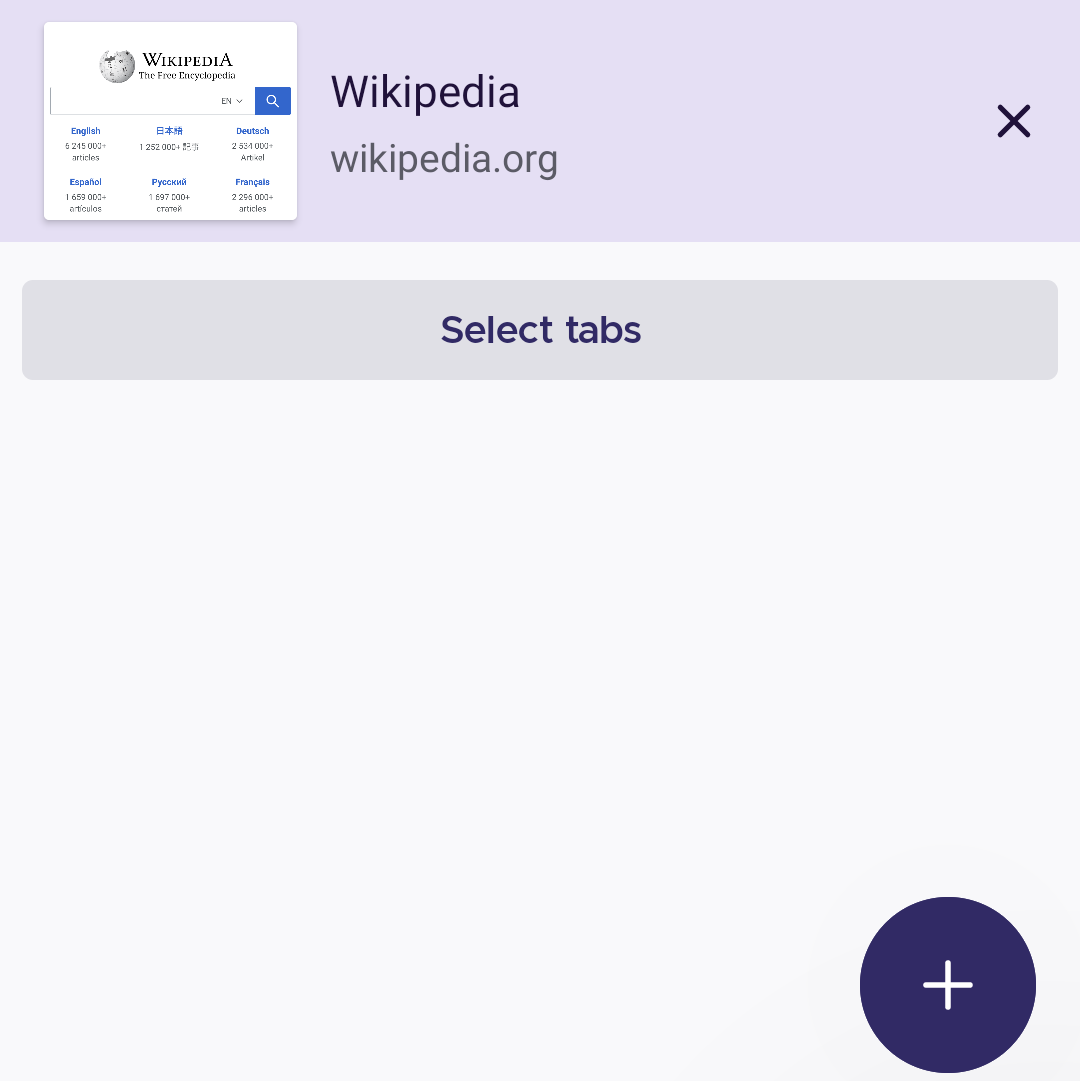 WIKIPEDIA
The Free Encyclopedia
EN
English 日本語 Deutsch
6 245 000+ 1 252 000+ 記事 2 534 000+
articles Artikel
Español Русский Français
1 659 000+ 1 697 000+ 2 296 000+
artículos статей articles
Wikipedia
wikipedia.org
Select tabs